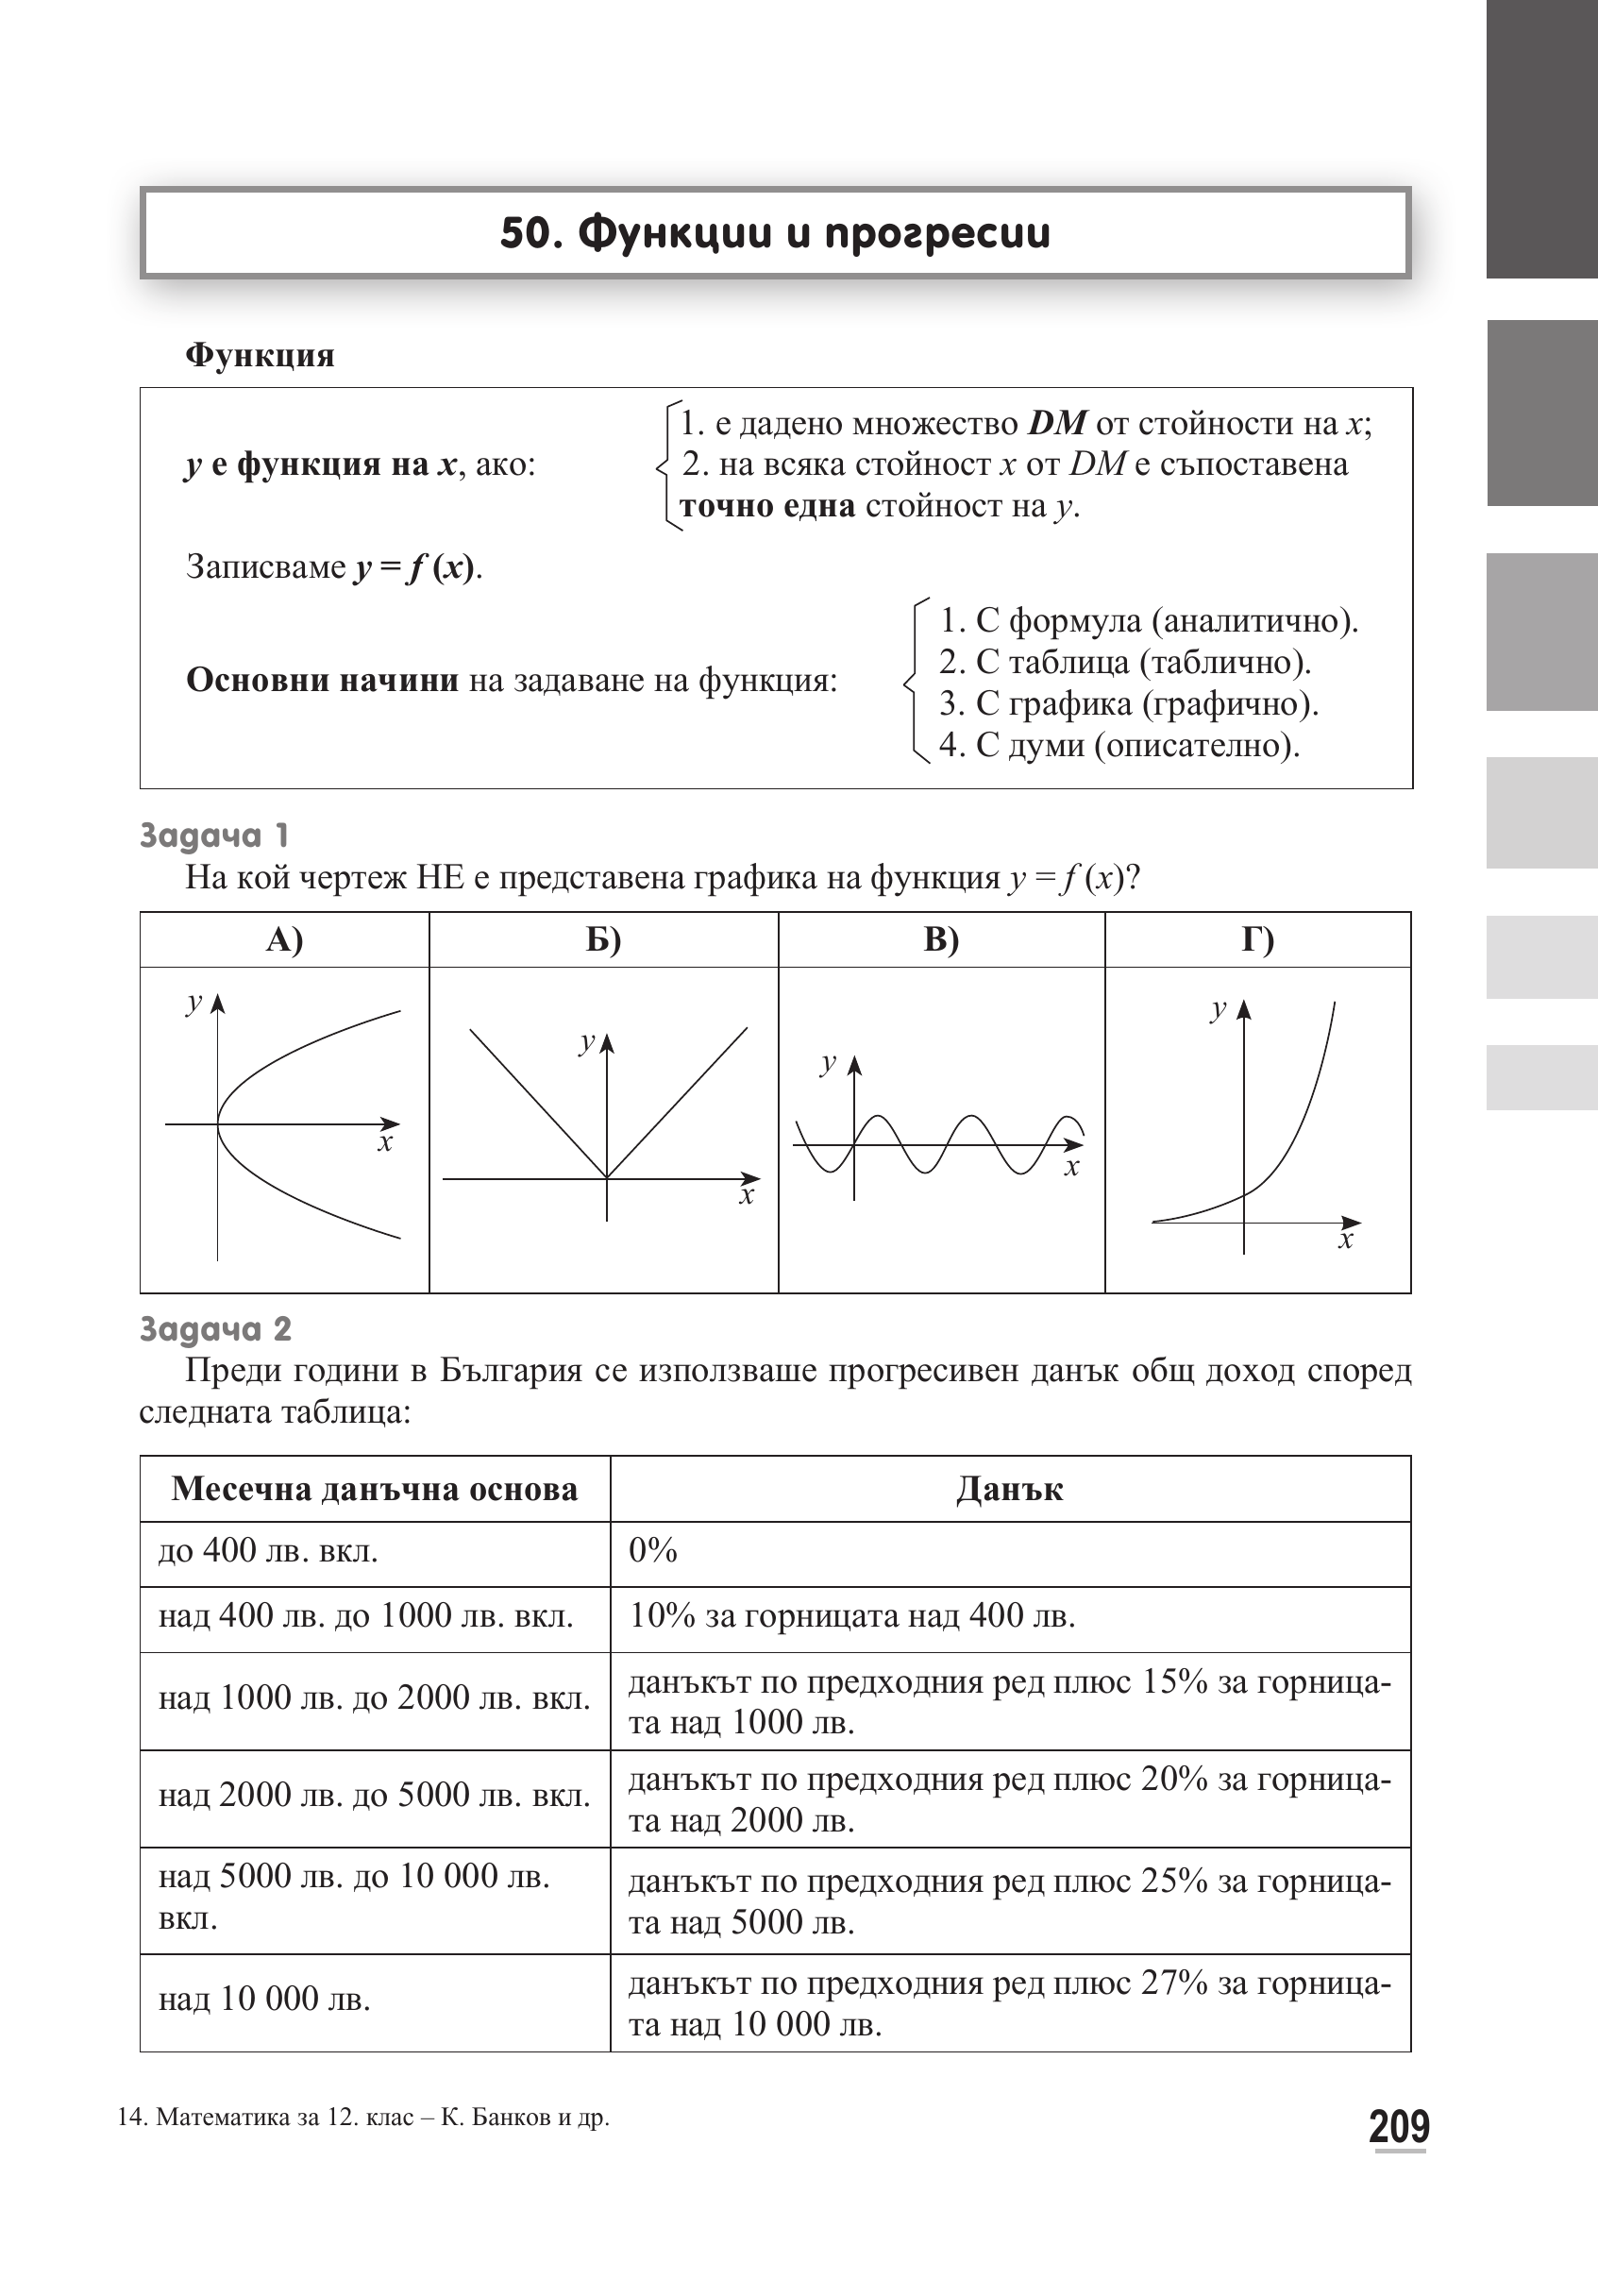 50. Функции и прогресии
Функция
y е функция на x, ако:
1. е дадено множество DM от стойности на x;
2. на всяка стойност x от DM е съпоставена
точно една стойност на y.
Записваме y = f (x).
Основни начини на задаване на функция:
1. С формула (аналитично).
2. С таблица (таблично).
3. С графика (графично).
4. С думи (описателно).
Задача 1
На кой чертеж НЕ е представена графика на функция y = f (x)?
А) Б) В) Г)
y x
y x
y x
y x
Задача 2
Преди години в България се използваше прогресивен данък общ доход според
следната таблица:
Месечна данъчна основа Данък
до 400 лв. вкл. 0%
над 400 лв. до 1000 лв. вкл. 10% за горницата над 400 лв.
над 1000 лв. до 2000 лв. вкл.
данъкът по предходния ред плюс 15% за горница-
та над 1000 лв.
над 2000 лв. до 5000 лв. вкл.
данъкът по предходния ред плюс 20% за горница-
та над 2000 лв.
над 5000 лв. до 10 000 лв.
вкл.
данъкът по предходния ред плюс 25% за горница-
та над 5000 лв.
над 10 000 лв.
данъкът по предходния ред плюс 27% за горница-
та над 10 000 лв.
14. Математика за 12. клас – К. Банков и др.
209